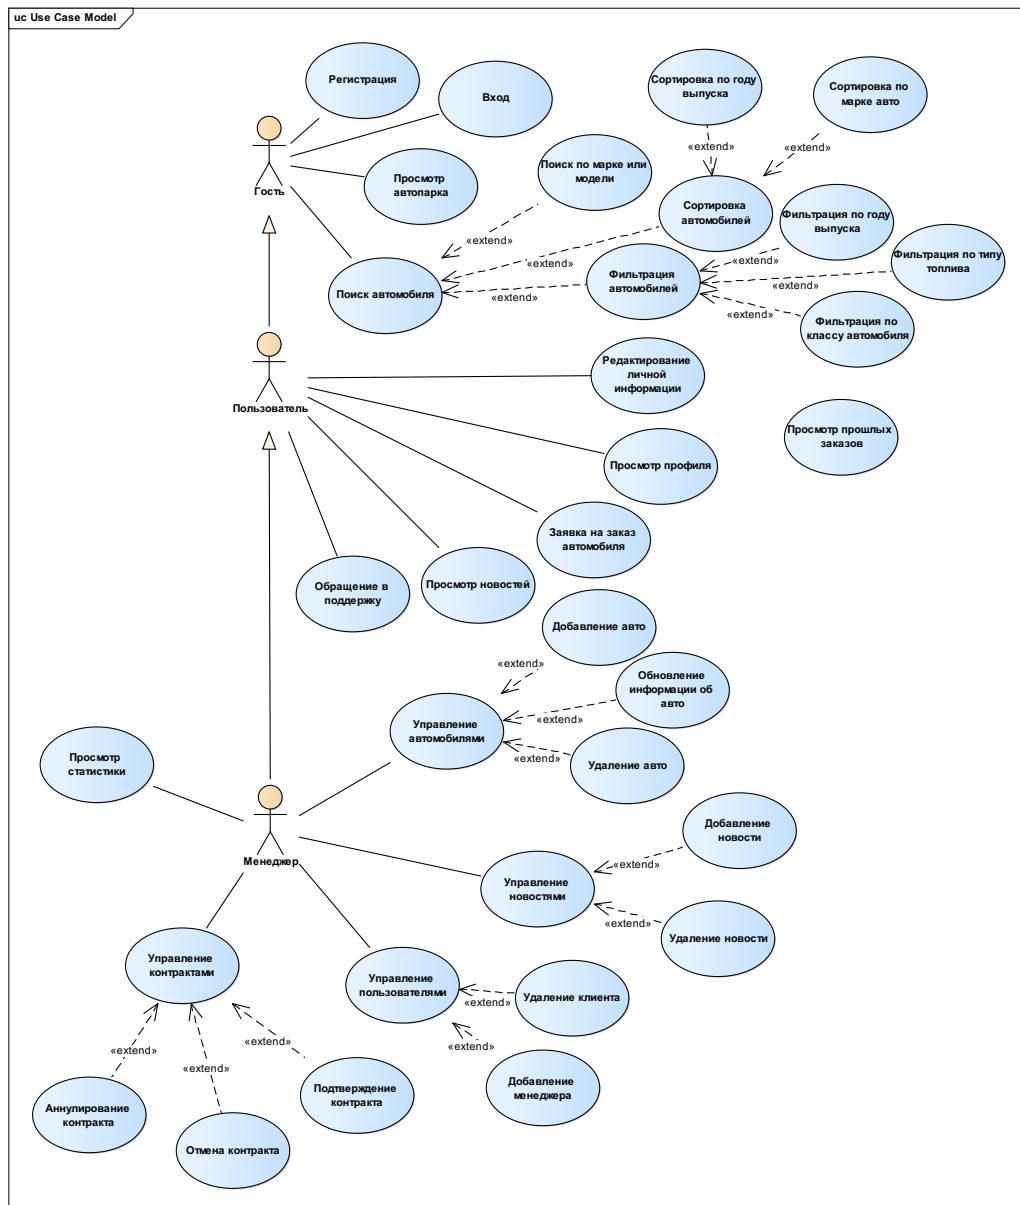 uc Use Case Model
Регистрация
Вход
Сортировка по году
выпуска
Сортировка по
марке авто
«extend»
«extend»
Гость
Просмотр
автопарка
Поиск по марке или
модели
Сортировка
автомобилей
Фильтрация по году
выпуска
«extend»
«extend»
«extend»
Фильтрация по типу
топлива
Поиск автомобиля
«extend»
Фильтрация
автомобилей
«extend»
«extend»
Фильтрация по
классу автомобиля
Пользователь
Редактирование
личной
информации
Просмотр прошлых
заказов
Просмотр профиля
Заявка на заказ
автомобиля
Обращение в
поддержку
Просмотр новостей
Добавление авто
«extend»
Обновление
информации об
авто
Управление
автомобилями
«extend»
«extend»
Удаление авто
Просмотр
статистики
Менеджер
Добавление
новости
«extend»
Управление
новостями
«extend»
Удаление новости
Управление
контрактами
Управление
пользователями
«extend»
Удаление клиента
«extend»
«extend»
«extend»
«extend»
Добавление
менеджера
Подтверждение
контракта
Аннулирование
контракта
Отмена контракта